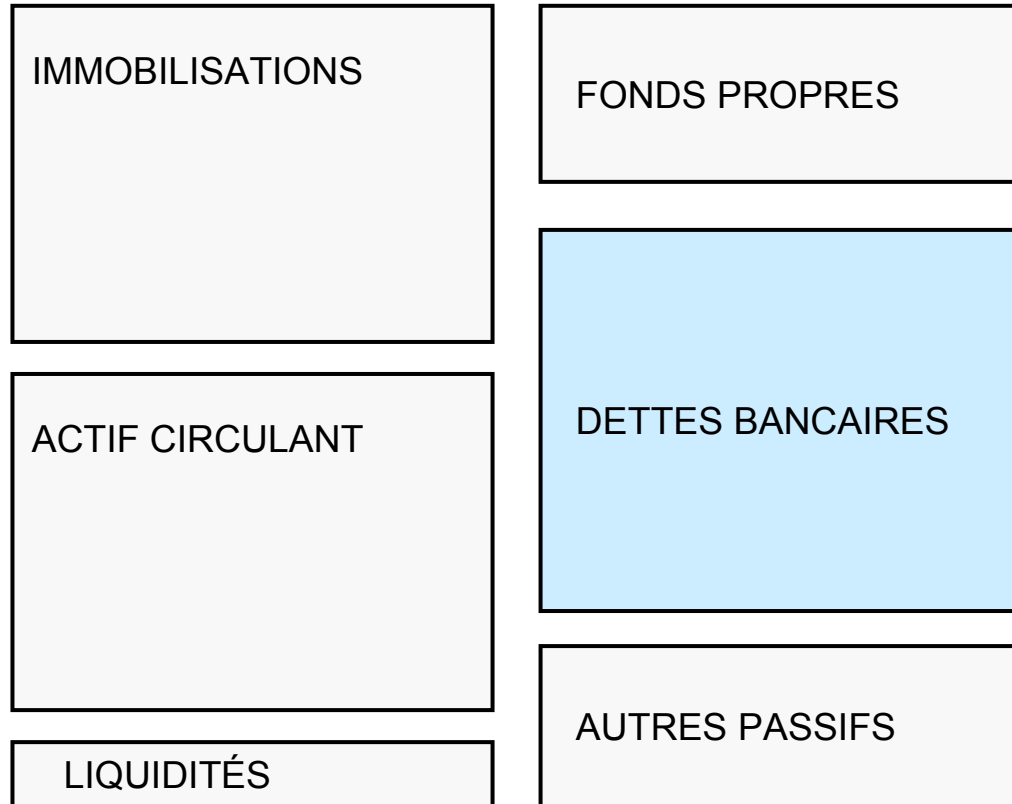 IMMOBILISATIONS
ACTIF CIRCULANT
LIQUIDITÉS
FONDS PROPRES
DETTES BANCAIRES
AUTRES PASSIFS